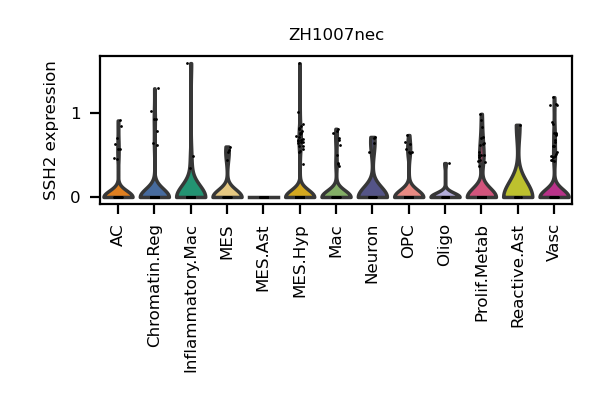 ZH1007nec
SSH2 expression
1
0
AC
Chromatin.Reg
Inflammatory.Mac
MES
MES.Ast
MES.Hyp
Mac
Neuron
OPC
Oligo
Prolif.Metab
Reactive.Ast
Vasc